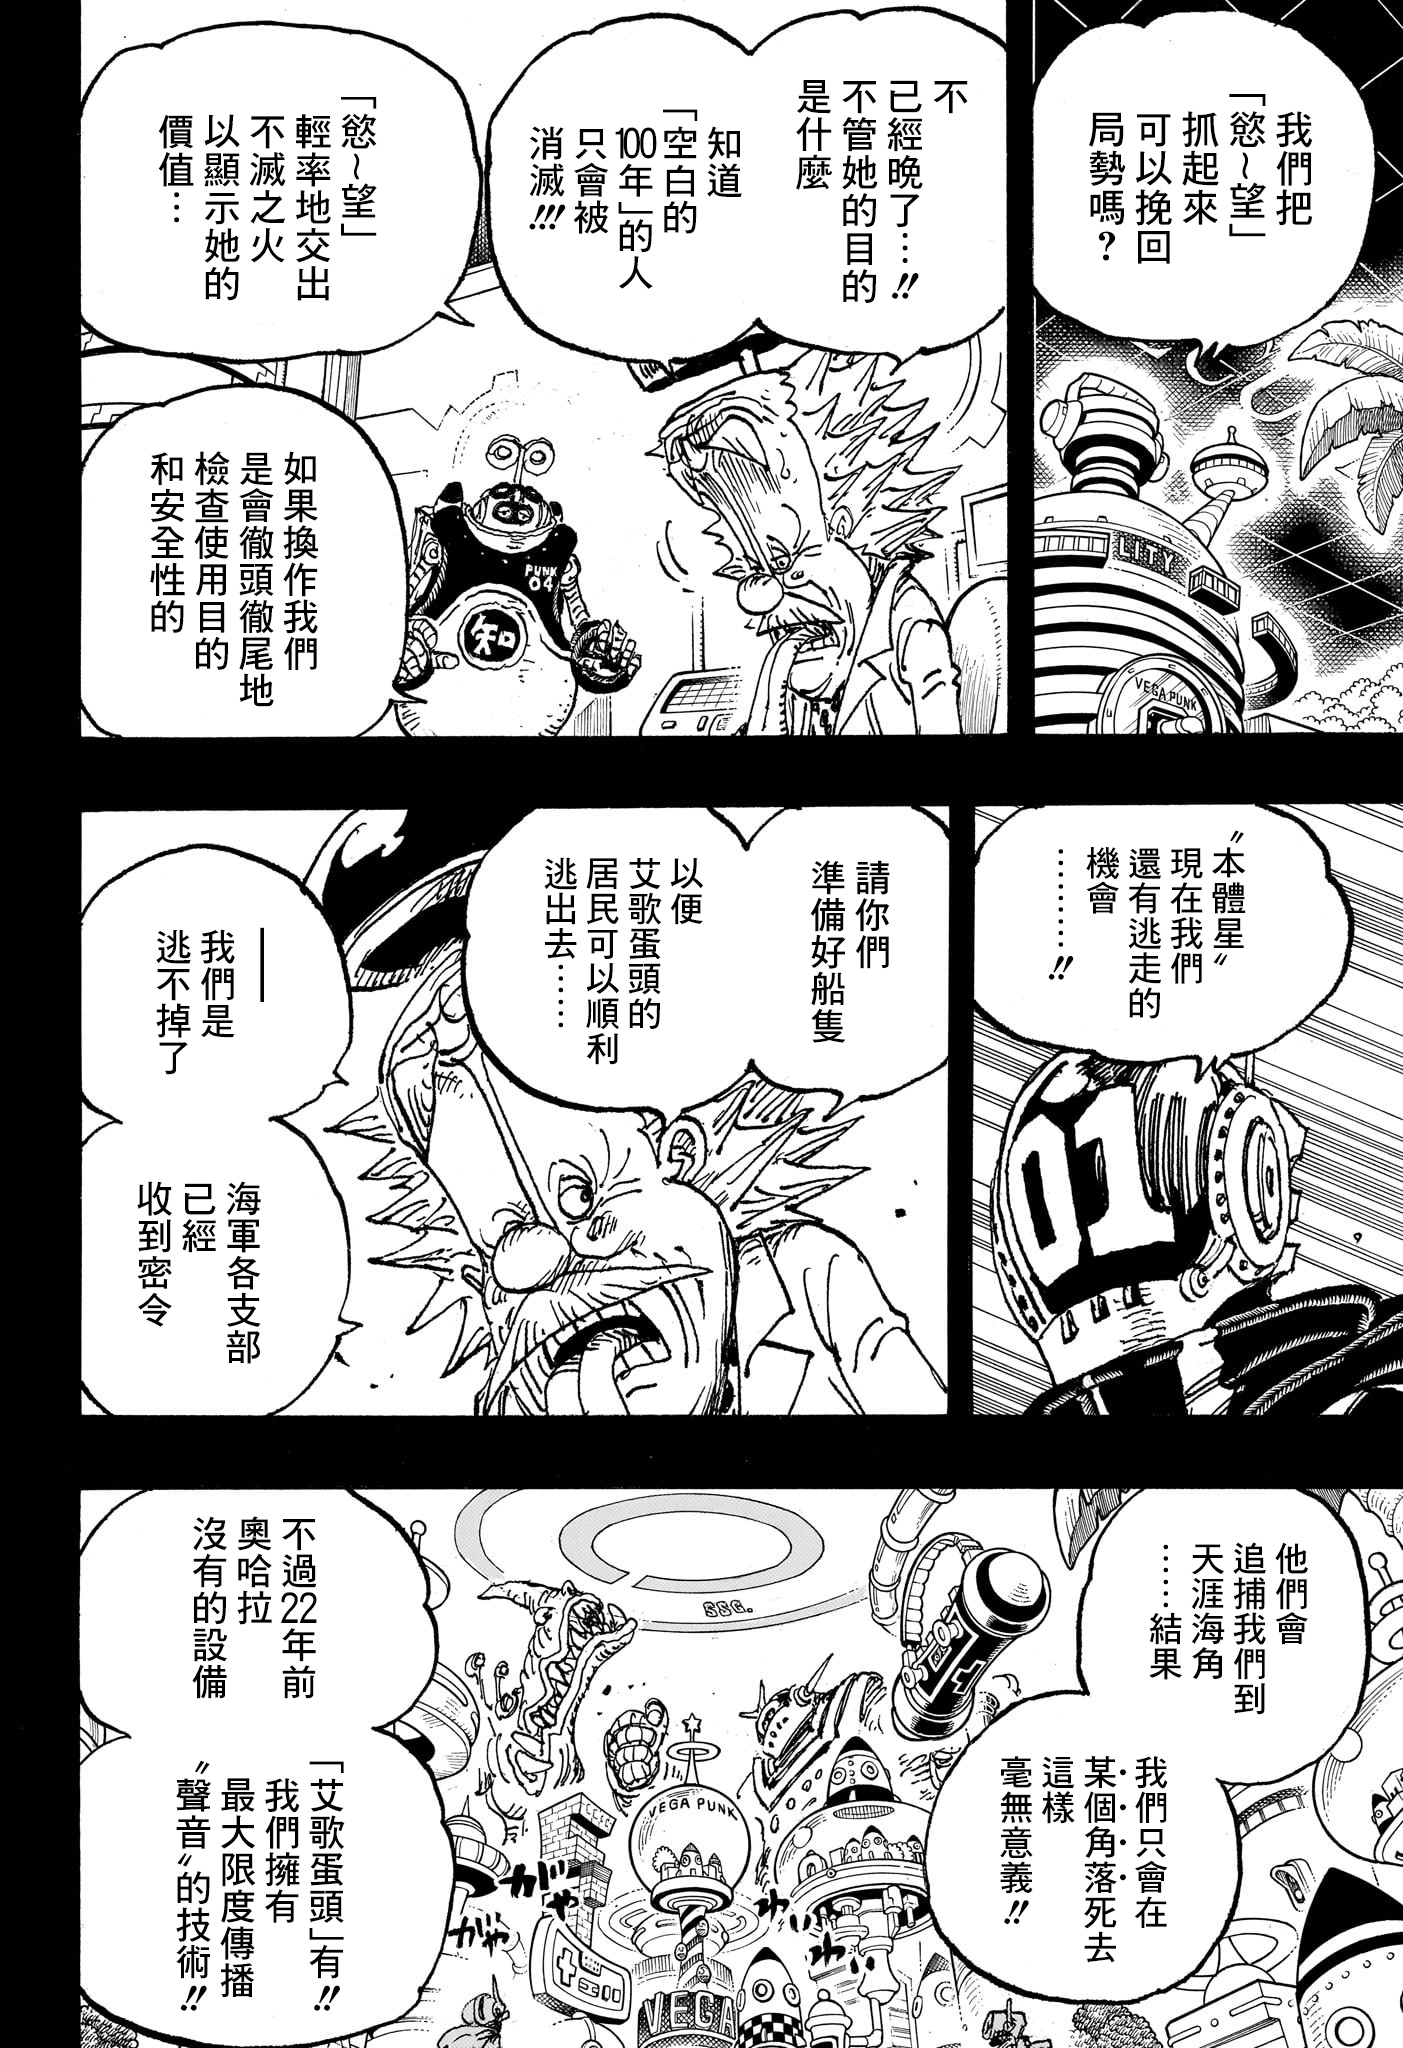 我們把
「慾~望」
抓起來
可以挽回
局勢嗎?
LITY
VEGAPUNK
不
已經晚了…!!
不管她的目的
是什麼
知道
「空白的
100年」的人
只會被
消滅!!!
「慾~望」
輕率地交出
不滅之火
以顯示她的
價值…
如果換作我們
是會徹頭徹尾地
檢查使用目的
和安全性的
PUNK
04
知
〝本體星〞
現在我們
還有逃走的
機會
………!!
01
請你們
準備好船隻
以便
艾歌蛋頭的
居民可以順利
逃出去……
——
我們是
逃不掉了
海軍各支部
已經
收到密令
他們會
追捕我們到
天涯海角
……結果
我們只會在
某個角落死去
這樣
毫無意義!!
不過22年前
奧哈拉
沒有的設備
「艾歌蛋頭」有!!
我們擁有
最大限度傳播
〝聲音〞的技術!!
SSG.
VEGA PUNK
VEGA
ガヤ
ガヤ
ワイ
ワイ